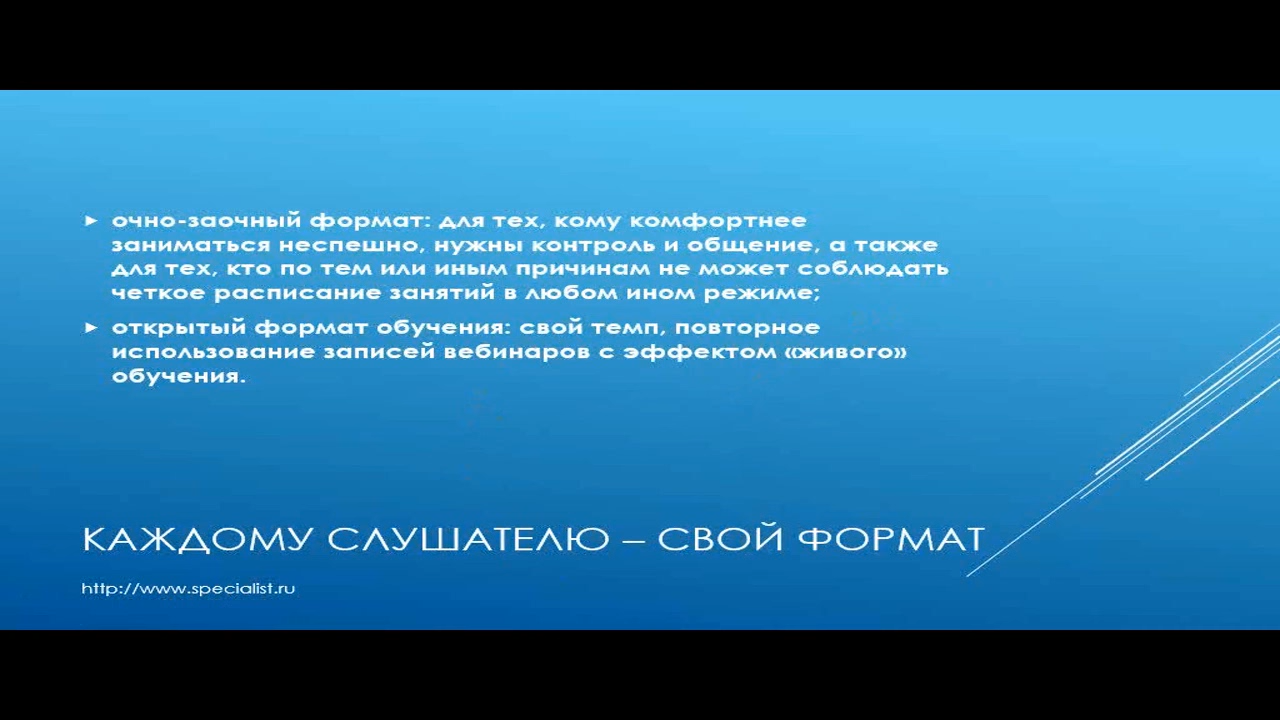 очно-заочный формат: для тех, кому комфортнее
заниматься неспешно, нужны контроль и общение, а также
для тех, кто по тем или иным причинам не может соблюдать
четкое расписание занятий в любом ином режиме;
открытый формат обучения: свой темп, повторное
использование записей вебинаров с эффектом «живого»
обучения.
КАЖДОМУ СЛУШАТЕЛЮ – СВОЙ ФОРМАТ
http://www.specialist.ru